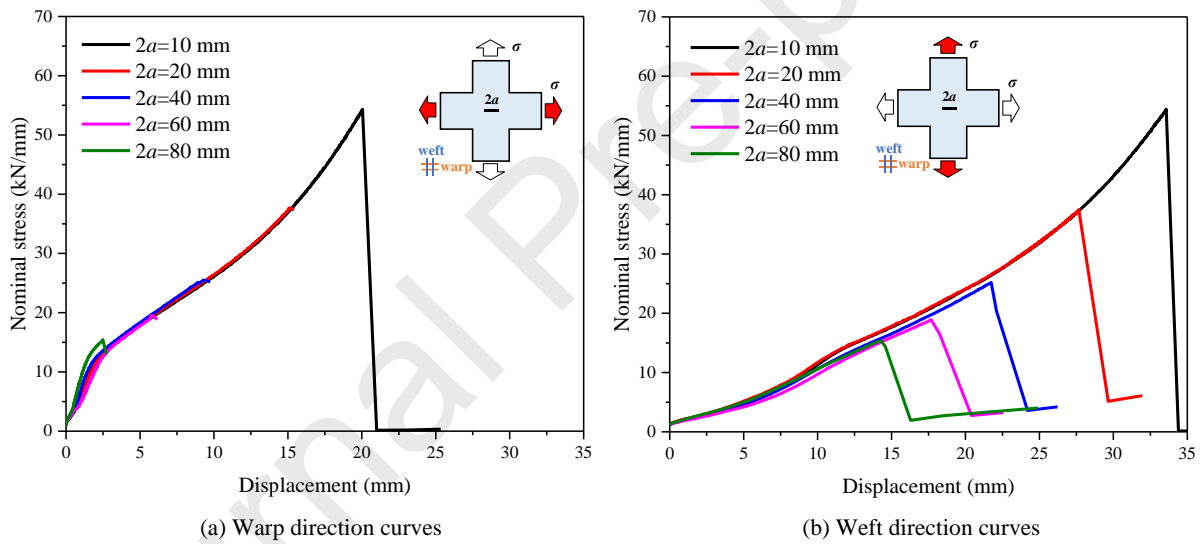 70
60
50
40
30
20
10
0
Nominal stress (kN/mm)
2a=10 mm
2a=20 mm
2a=40 mm
2a=60 mm
2a=80 mm
σ
σ
2a
weft
warp
0 5 10 15 20 25 30 35
Displacement (mm)
(a) Warp direction curves
70
60
50
40
30
20
10
0
Nominal stress (kN/mm)
2a=10 mm
2a=20 mm
2a=40 mm
2a=60 mm
2a=80 mm
σ
σ
2a
weft
warp
0 5 10 15 20 25 30 35
Displacement (mm)
(b) Weft direction curves
rnal Pre-p